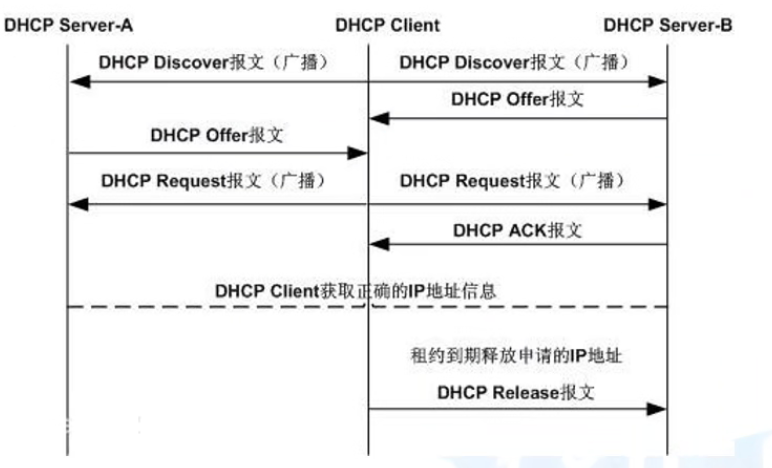 DHCP Server-A DHCP Client DHCP Server-B
DHCP Discover报文（广播） DHCP Discover报文（广播）
DHCP Offer报文
DHCP Offer报文
DHCP Request报文（广播） DHCP Request报文（广播）
DHCP ACK报文
DHCP Client获取正确的IP地址信息
租约到期释放申请的IP地址
DHCP Release报文